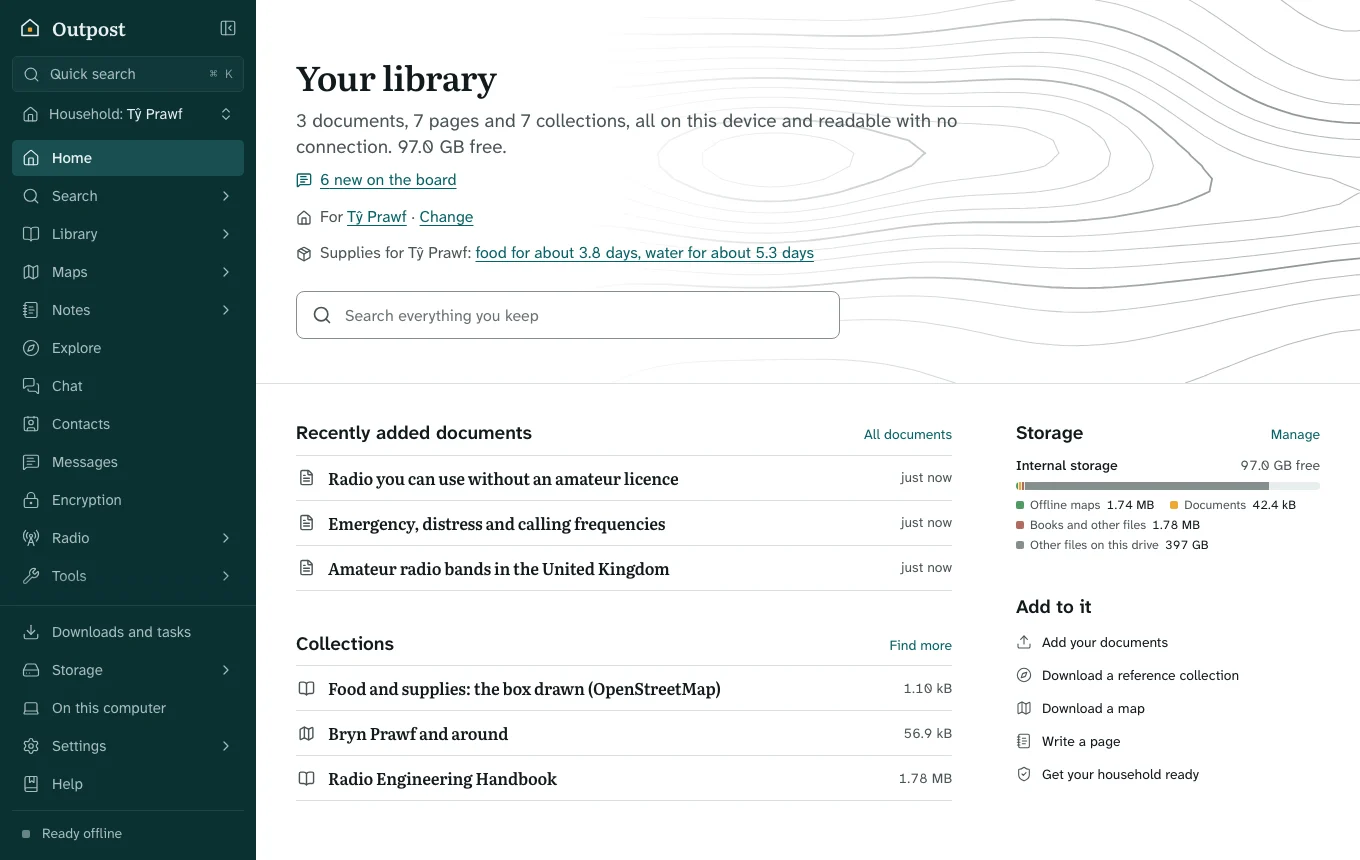 Outpost
Quick search ⌘ K
Household: Tŷ Prawf
Home
Search
Library
Maps
Notes
Explore
Chat
Contacts
Messages
Encryption
Radio
Tools
Downloads and tasks
Storage
On this computer
Settings
Help
Ready offline
Your library
3 documents, 7 pages and 7 collections, all on this device and readable with no
connection. 97.0 GB free.
6 new on the board
For Tŷ Prawf · Change
Supplies for Tŷ Prawf: food for about 3.8 days, water for about 5.3 days
Search everything you keep
Recently added documents All documents
Radio you can use without an amateur licence just now
Emergency, distress and calling frequencies just now
Amateur radio bands in the United Kingdom just now
Collections Find more
Food and supplies: the box drawn (OpenStreetMap) 1.10 kB
Bryn Prawf and around 56.9 kB
Radio Engineering Handbook 1.78 MB
Storage Manage
Internal storage 97.0 GB free
Offline maps 1.74 MB Documents 42.4 kB
Books and other files 1.78 MB
Other files on this drive 397 GB
Add to it
Add your documents
Download a reference collection
Download a map
Write a page
Get your household ready